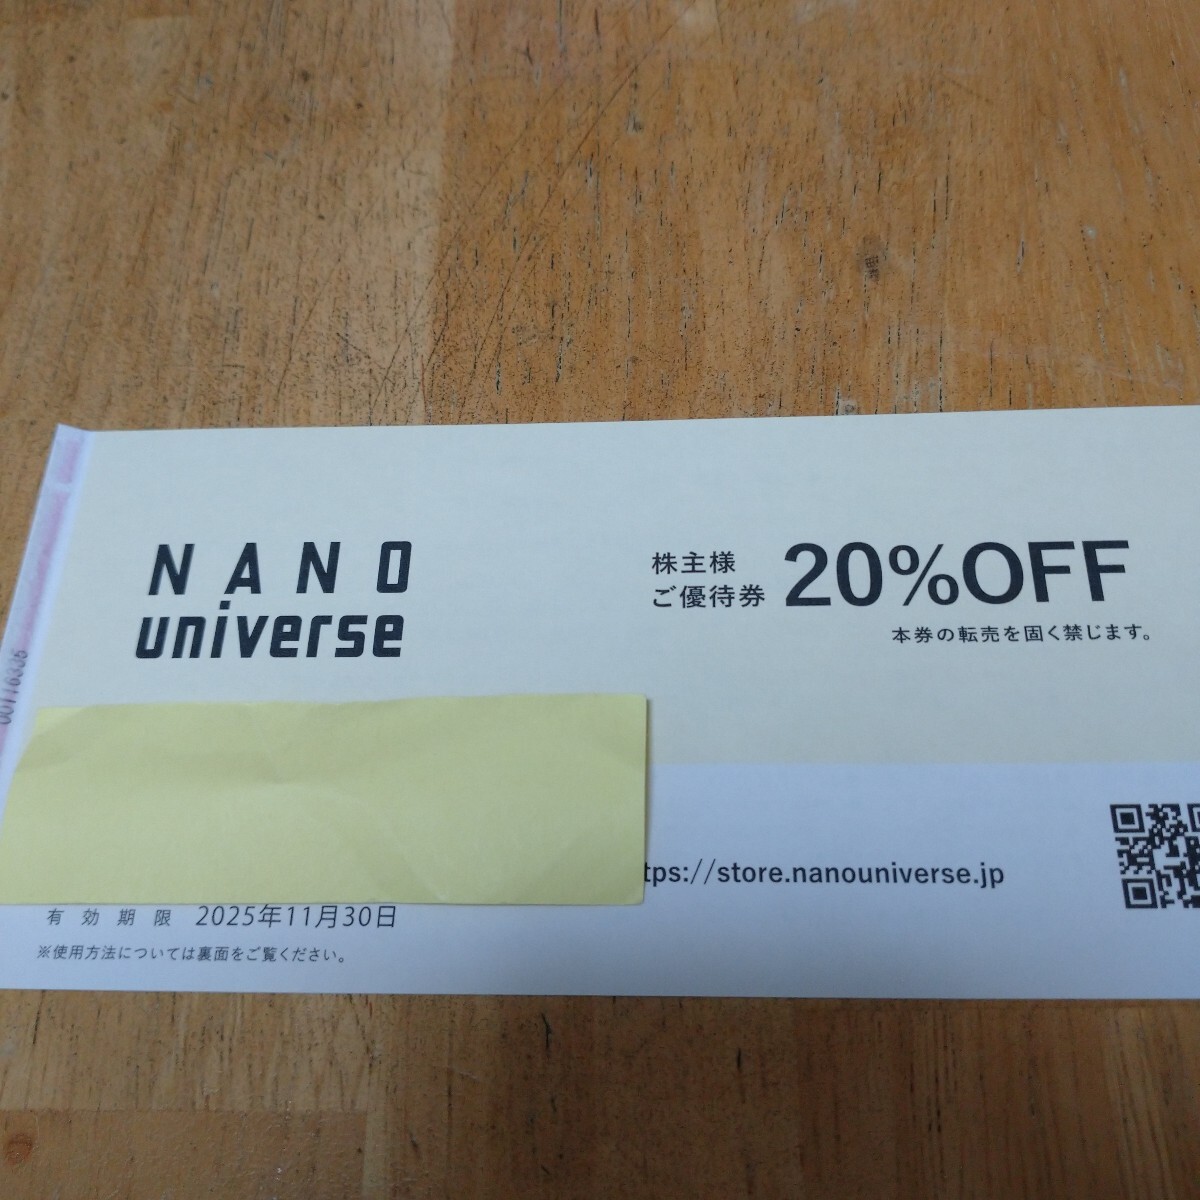 NANO
universe
株主様
ご優待券
20%OFF
本券の転売を固く禁じます。
00116335
tps://store.nanouniverse.jp
有効期限 2025年11月30日
※使用方法については裏面をご覧ください。